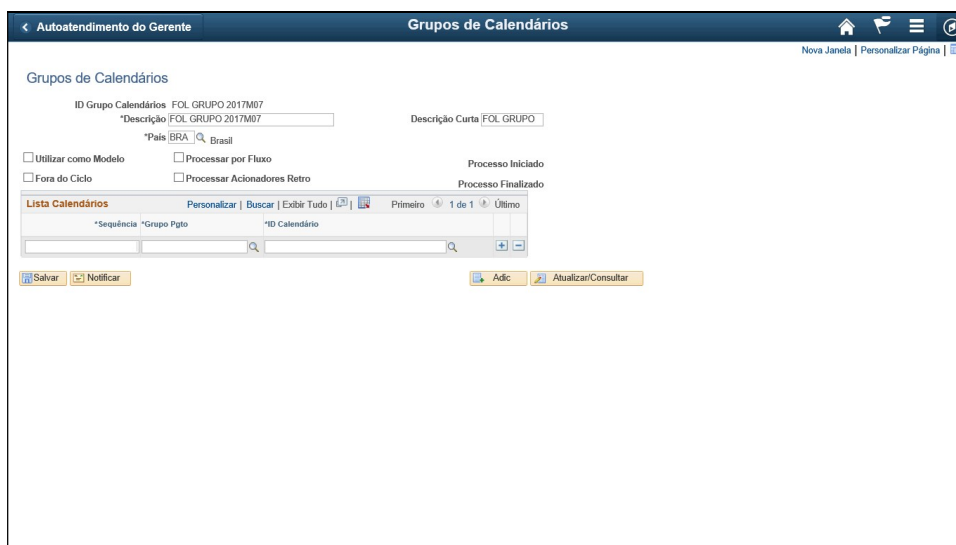 Autoatendimento do Gerente
Grupos de Calendários
Nova Janela | Personalizar Página |
Grupos de Calendários
ID Grupo Calendários FOL GRUPO 2017M07
*Descrição FOL GRUPO 2017M07 Descrição Curta FOL GRUPO
*País BRA Brasil
Utilizar como Modelo Processar por Fluxo Processo Iniciado
Fora do Ciclo Processar Acionadores Retro Processo Finalizado
Lista Calendários Personalizar | Buscar | Exibir Tudo | | Primeiro 1 de 1 Último
*Sequência *Grupo Pgto *ID Calendário
Salvar Notificar Adic Atualizar/Consultar